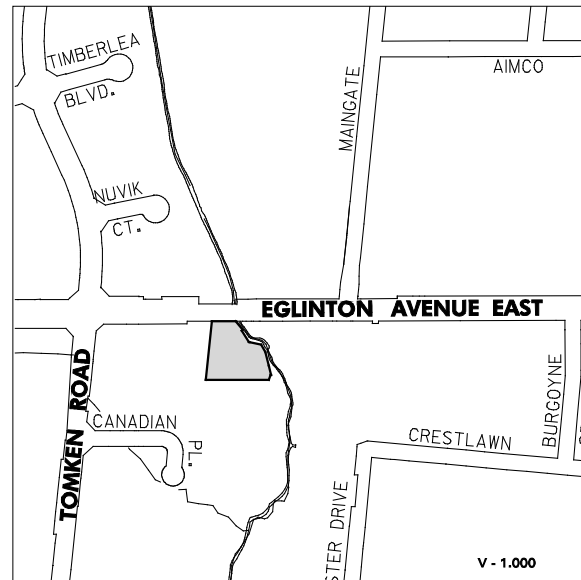 TIMBERLEA
BLVD.
AIMCO
MAINGATE
NUVIK
CT.
EGLINTON AVENUE EAST
TOMKEN ROAD
CANADIAN
PL.
CRESTLAWN
BURGOYNE
STER DRIVE
V - 1.000